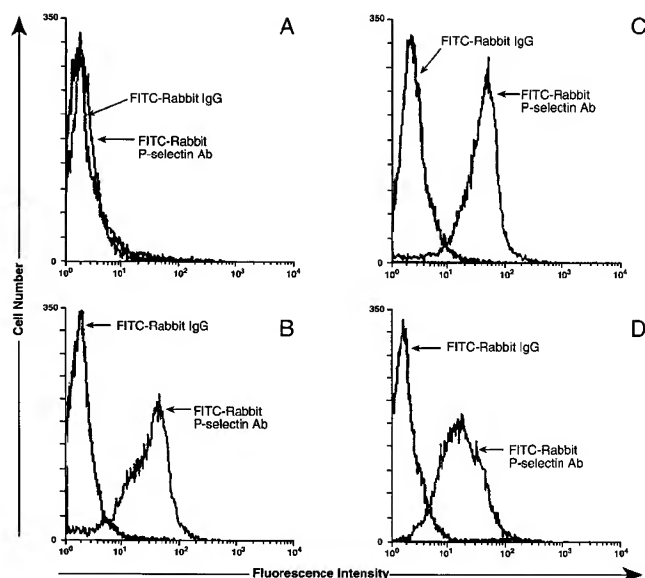 A
350
FITC-Rabbit IgG
FITC-Rabbit
P-selectin Ab
0
10⁰ 10¹ 10² 10³ 10⁴
C
350
FITC-Rabbit IgG
FITC-Rabbit
P-selectin Ab
0
10⁰ 10¹ 10² 10³ 10⁴
B
350
FITC-Rabbit IgG
FITC-Rabbit
P-selectin Ab
0
10⁰ 10¹ 10² 10³ 10⁴
D
350
FITC-Rabbit IgG
FITC-Rabbit
P-selectin Ab
0
10⁰ 10¹ 10² 10³ 10⁴
Cell Number
Fluorescence Intensity